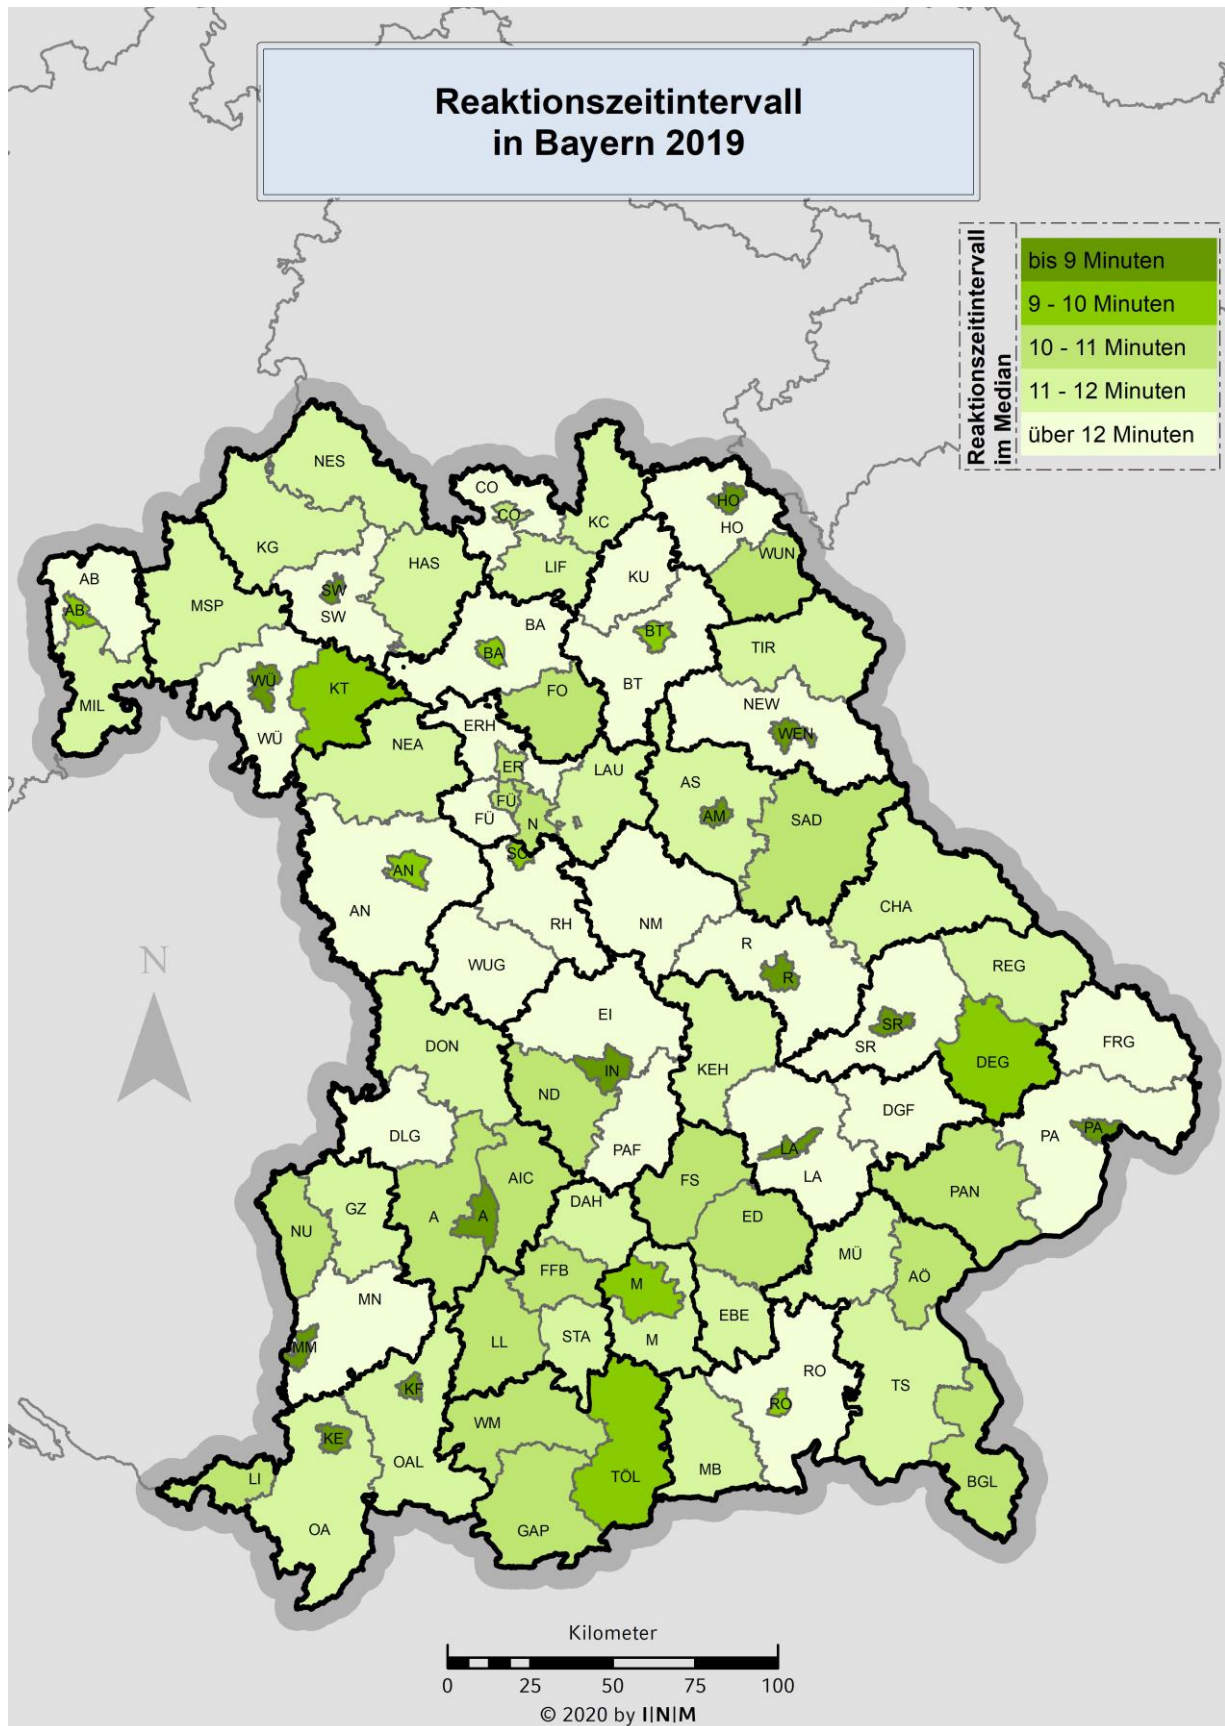 Reaktionszeitintervall
in Bayern 2019
Reaktionszeitintervall
im Median
bis 9 Minuten
9 - 10 Minuten
10 - 11 Minuten
11 - 12 Minuten
über 12 Minuten
NES
CO
CO
HO
HO
KC
KG
HAS
LIF
WUN
AB
AB
SW
SW
KU
MSP
BA
BA
BT
BT
TIR
MIL
WÜ
WÜ
KT
FO
NEW
WEN
NEA
ERH
ER
LAU
AS
FÜ
FÜ
N
AM
SAD
SC
AN
AN
RH
NM
CHA
WUG
R
R
REG
EI
SR
SR
DEG
FRG
DON
IN
KEH
ND
DGF
DLG
PAF
LA
LA
PA
PA
AIC
FS
PAN
GZ
A
A
DAH
ED
NU
MÜ
AÖ
FFB
M
M
MN
MM
LL
STA
EBE
RO
RO
TS
KF
KE
WM
OAL
TÖL
MB
LI
BGL
OA
GAP
N
Kilometer
0 25 50 75 100
© 2020 by I|N|M